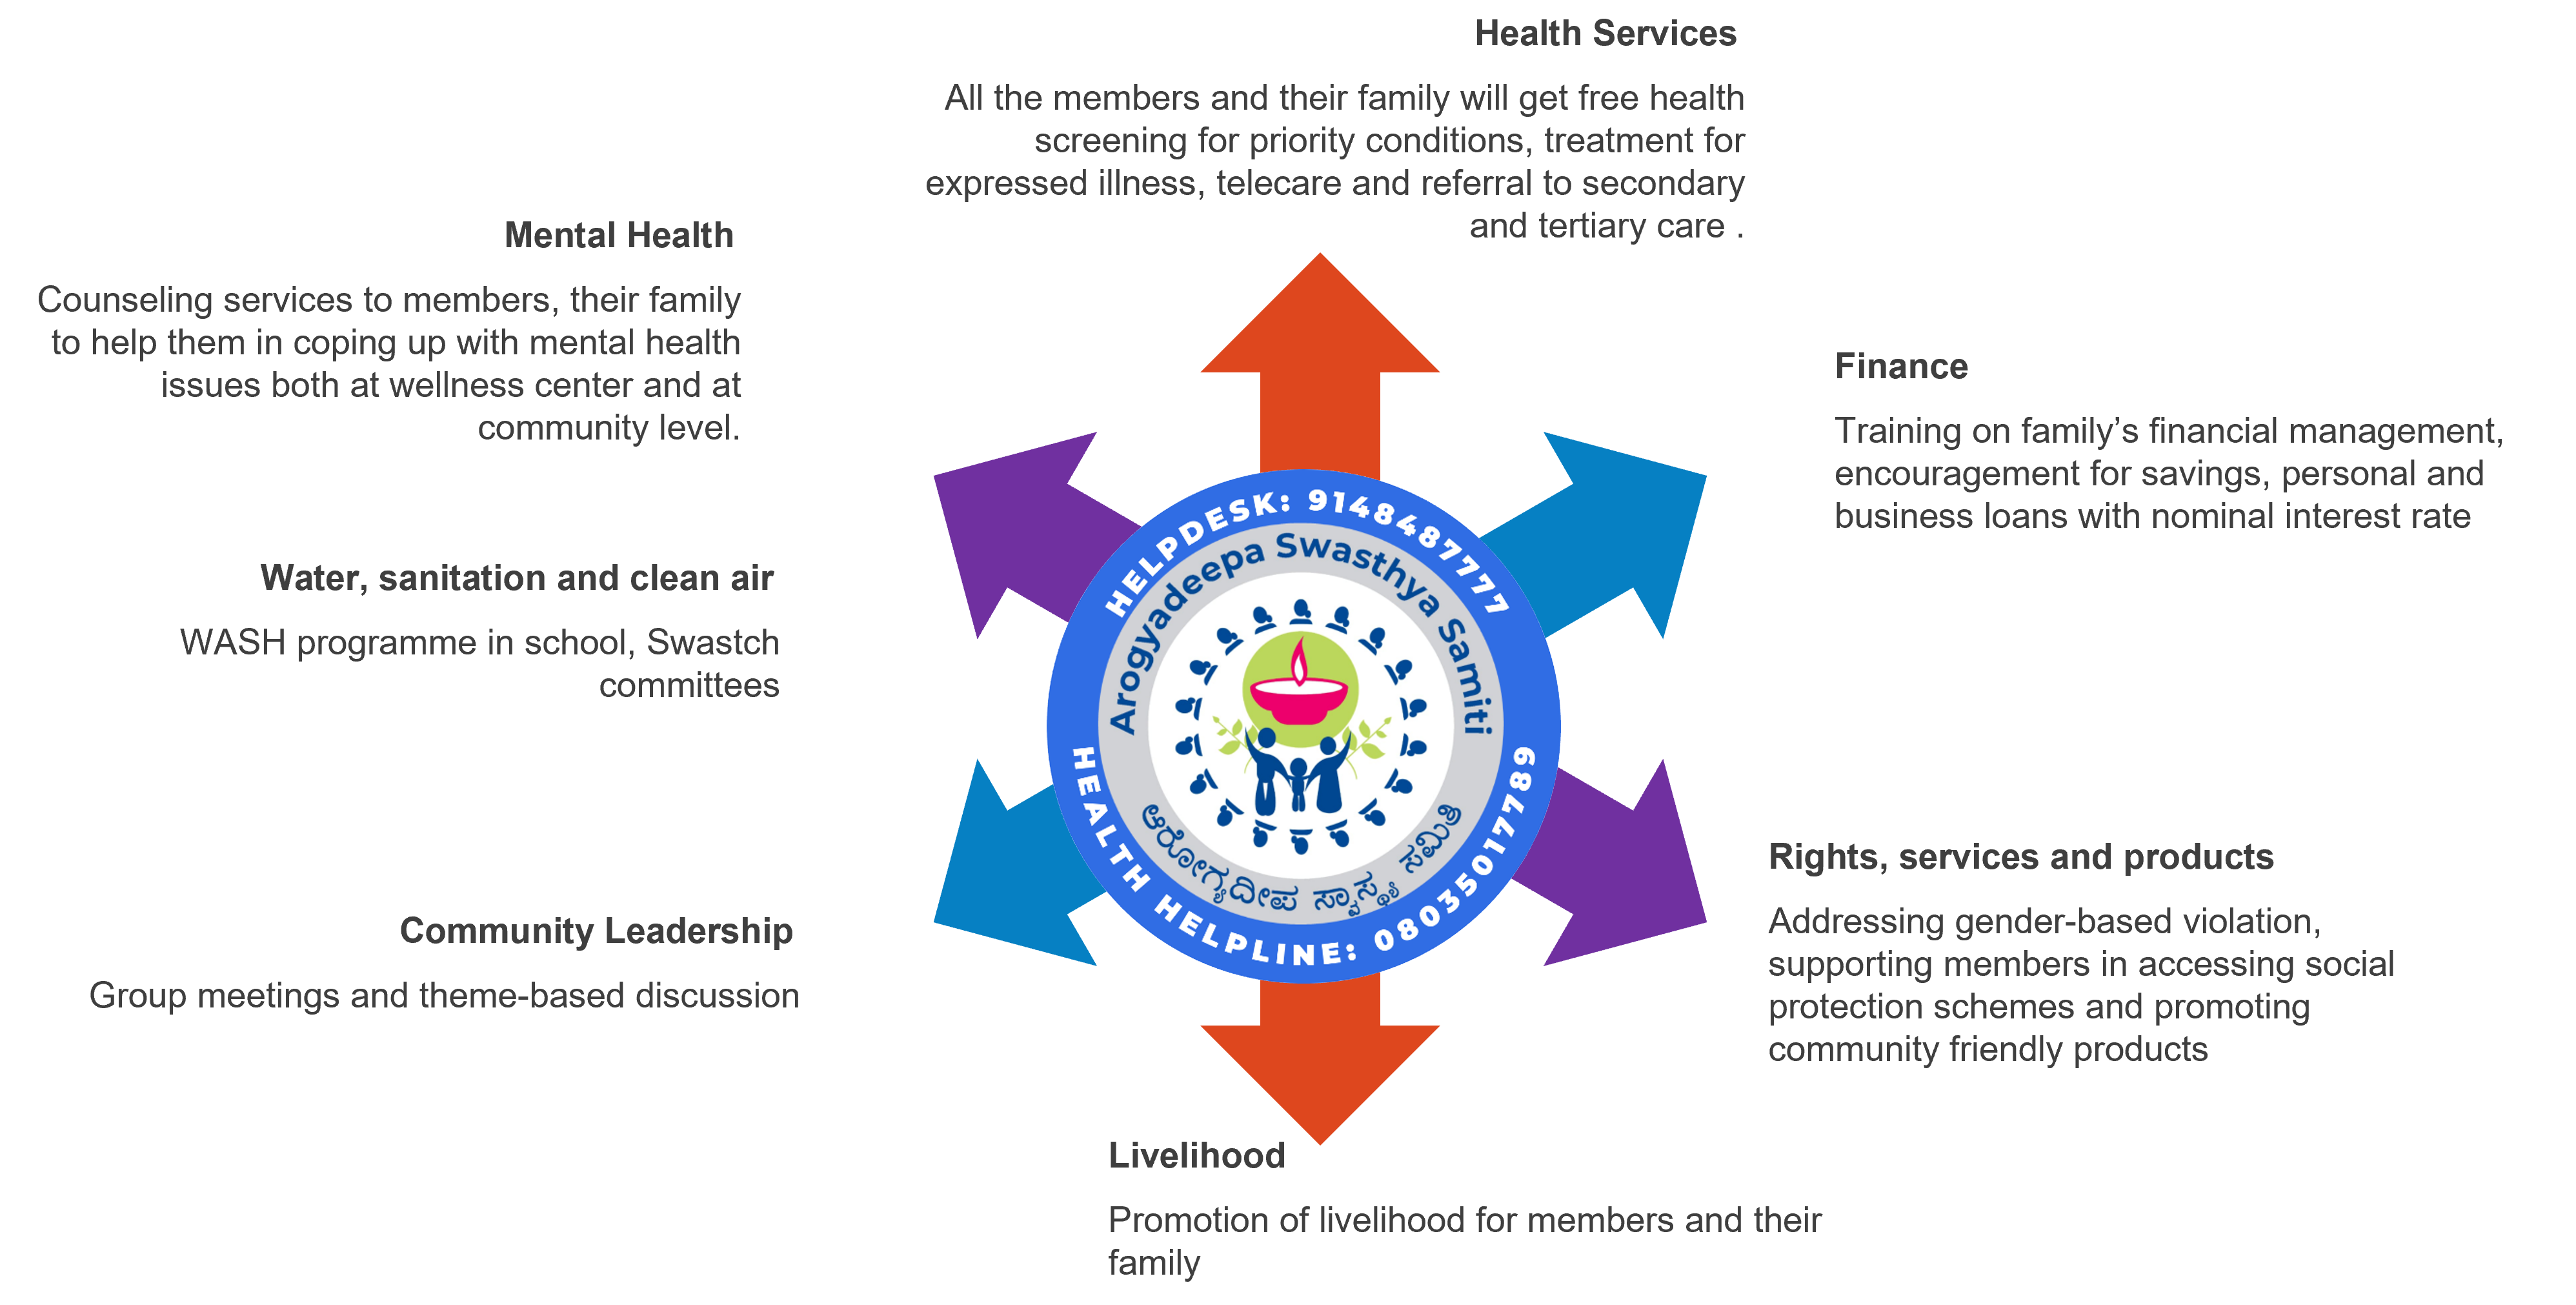 Health Services
All the members and their family will get free health
screening for priority conditions, treatment for
expressed illness, telecare and referral to secondary
and tertiary care .
Mental Health
Counseling services to members, their family
to help them in coping up with mental health
issues both at wellness center and at
community level.
Finance
Training on family’s financial management,
encouragement for savings, personal and
business loans with nominal interest rate
Water, sanitation and clean air
WASH programme in school, Swastch
committees
HELPDESK: 9148487777
Arogyadeepa Swasthya Samiti
ಆರೋಗ್ಯದೀಪ ಸ್ವಾಸ್ಥ್ಯ ಸಮಿತಿ
HEALTH HELPLINE: 08035017789
Rights, services and products
Addressing gender-based violation,
supporting members in accessing social
protection schemes and promoting
community friendly products
Community Leadership
Group meetings and theme-based discussion
Livelihood
Promotion of livelihood for members and their
family